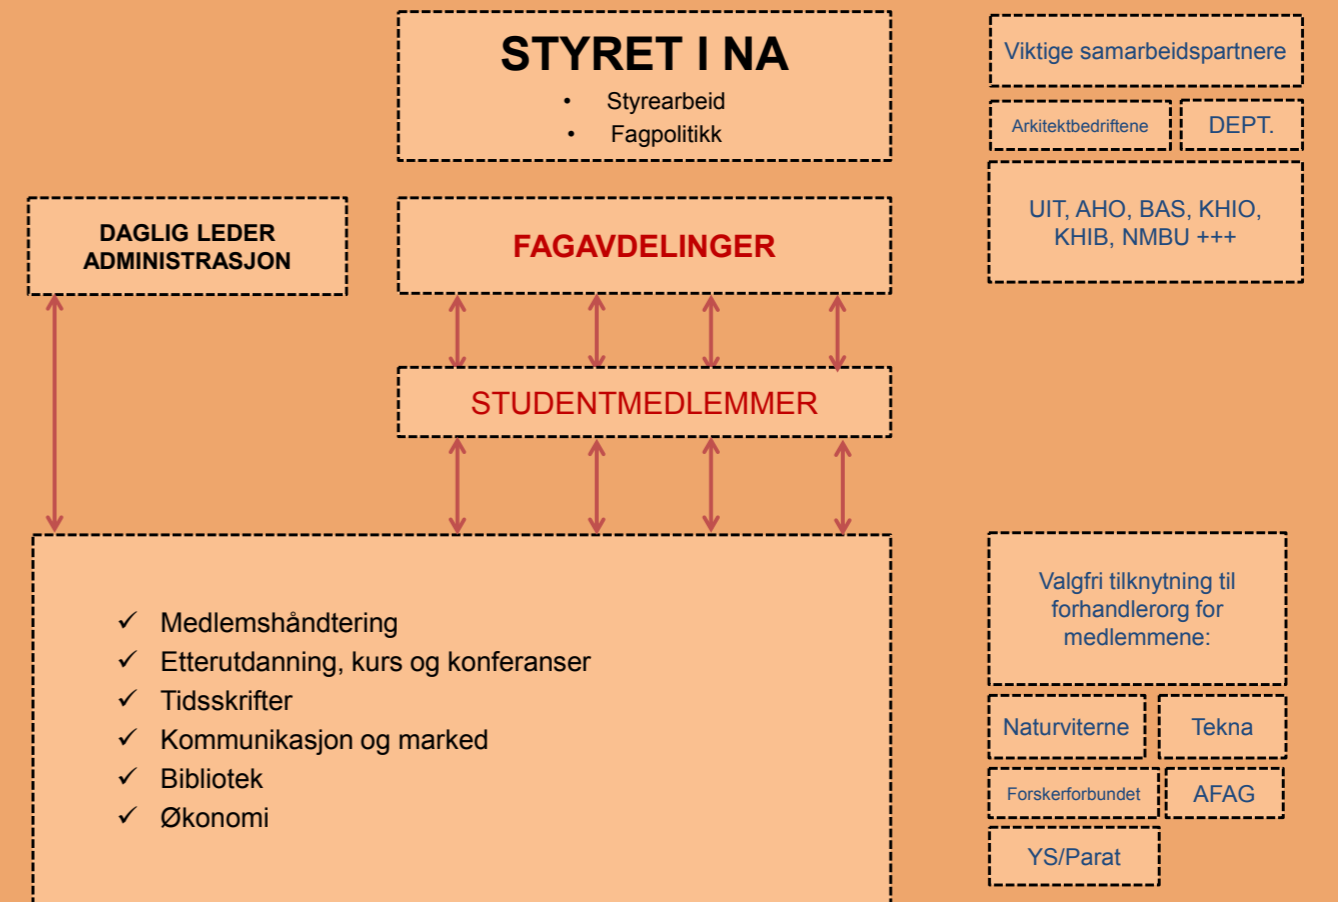 STYRET I NA
• Styrearbeid
• Fagpolitikk
Viktige samarbeidspartnere
Arkitektbedriftene
DEPT.
UIT, AHO, BAS, KHIO,
KHIB, NMBU +++
DAGLIG LEDER
ADMINISTRASJON
FAGAVDELINGER
STUDENTMEDLEMMER
✓ Medlemshåndtering
✓ Etterutdanning, kurs og konferanser
✓ Tidsskrifter
✓ Kommunikasjon og marked
✓ Bibliotek
✓ Økonomi
Valgfri tilknytning til
forhandlerorg for
medlemmene:
Naturviterne
Tekna
Forskerforbundet
AFAG
YS/Parat